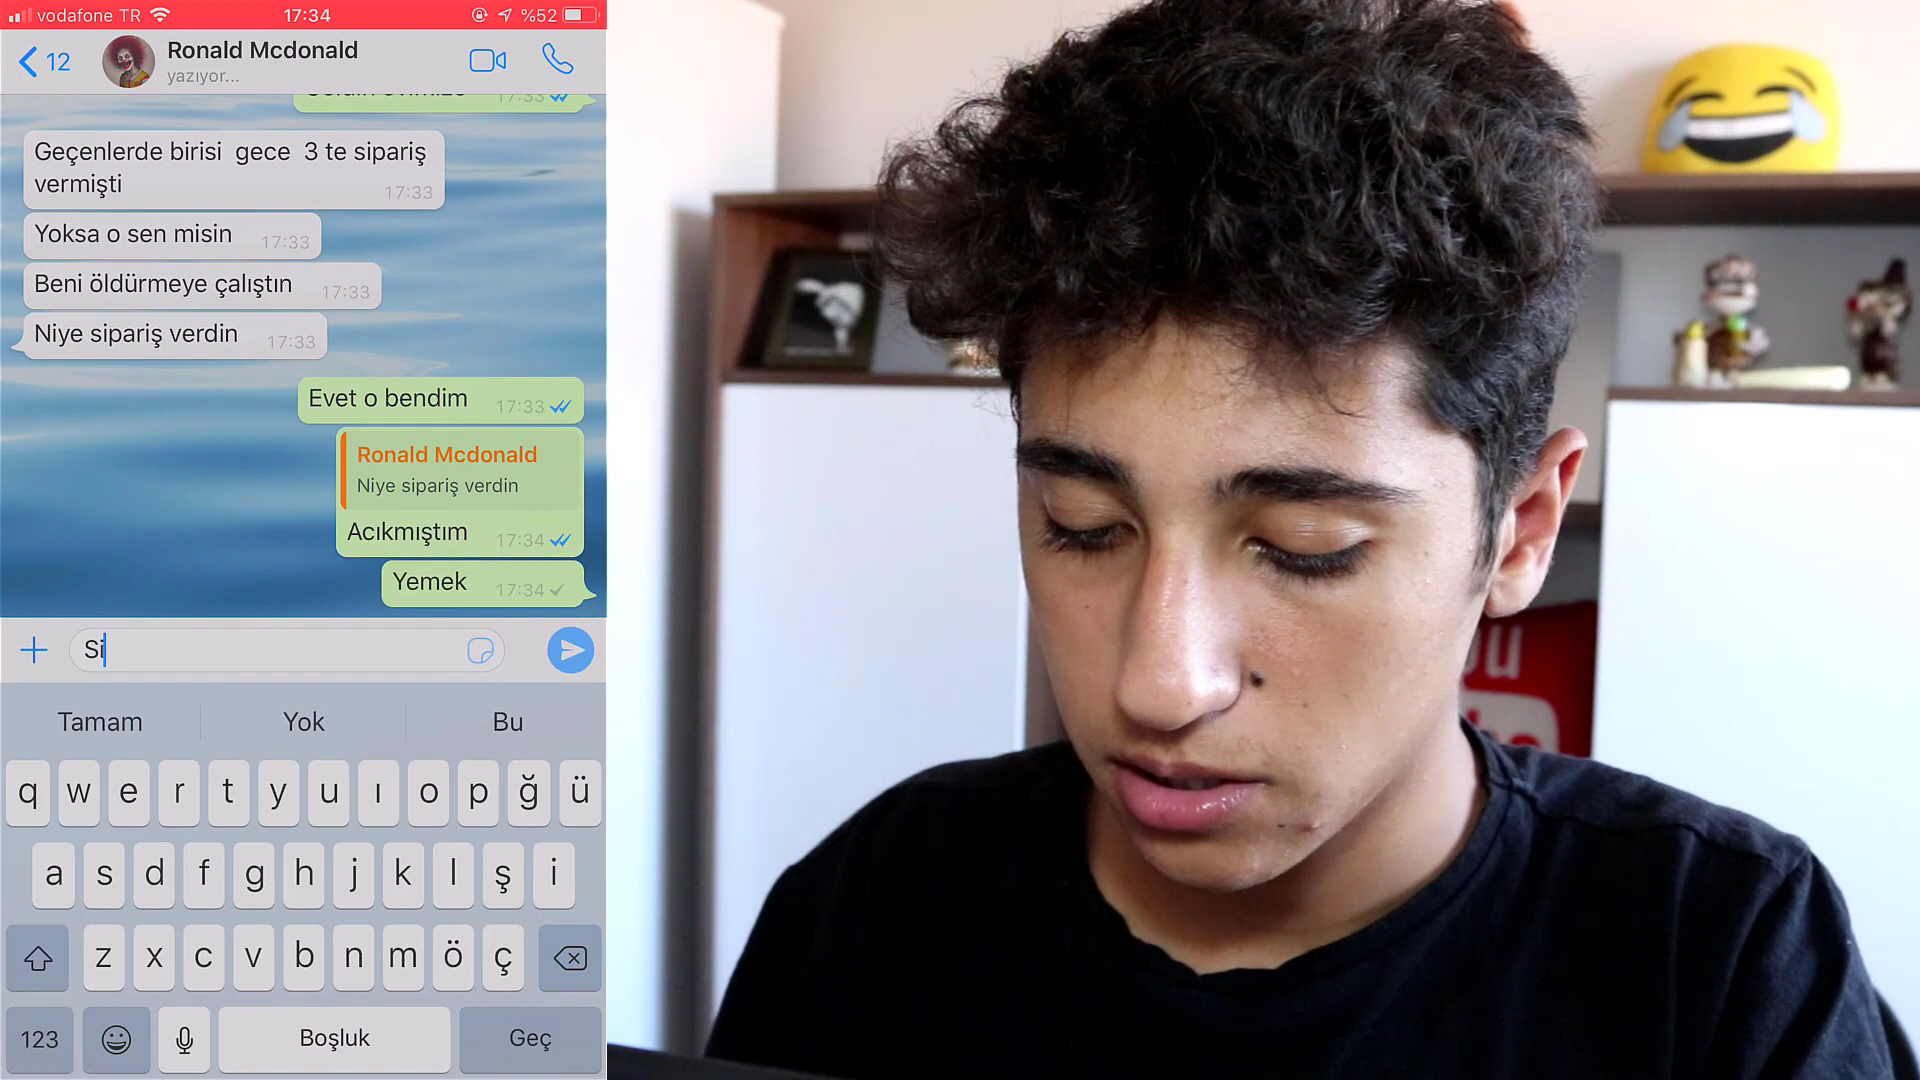 vodafone TR 17:34 %52
12 Ronald Mcdonald
yazıyor...
17:33
Geçenlerde birisi gece 3 te sipariş
vermişti 17:33
Yoksa o sen misin 17:33
Beni öldürmeye çalıştın 17:33
Niye sipariş verdin 17:33
Evet o bendim 17:33
Ronald Mcdonald
Niye sipariş verdin
Acıkmıştım 17:34
Yemek 17:34
Si
Tamam Yok Bu
q w e r t y u ı o p ğ ü
a s d f g h j k l ş i
z x c v b n m ö ç
123 Boşluk Geç